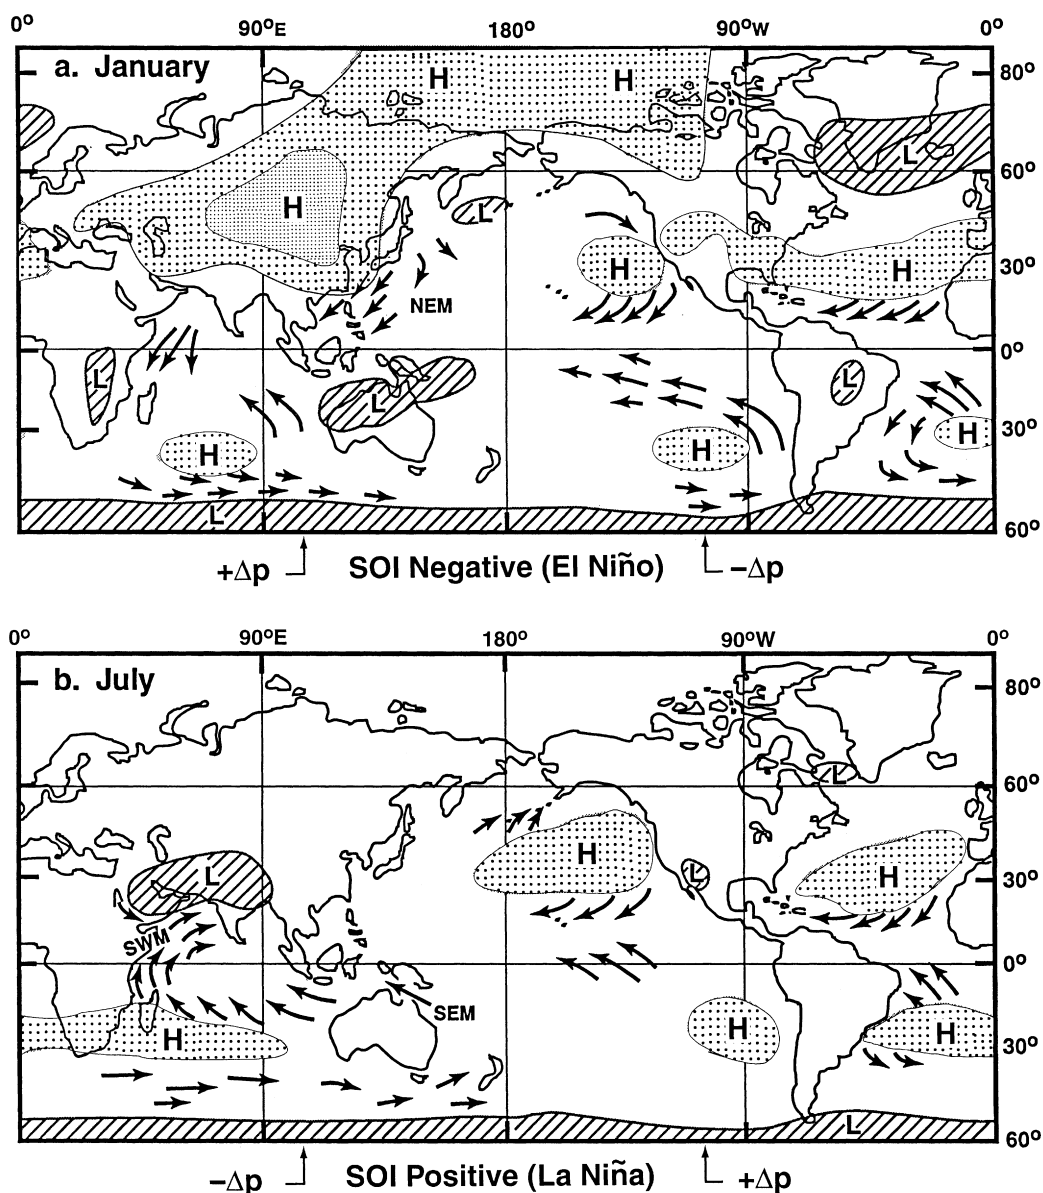 0° 90°E 180° 90°W 0°
a. January
H H
80°
L
60°
H
L
H H
30°
NEM
0°
L L L
H H H
30°
L
60°
+Δp SOI Negative (El Niño) −Δp
0° 90°E 180° 90°W 0°
b. July
80°
L
60°
H
L L H
30°
SWM
0°
SEM
H H H
30°
L
60°
−Δp SOI Positive (La Niña) +Δp